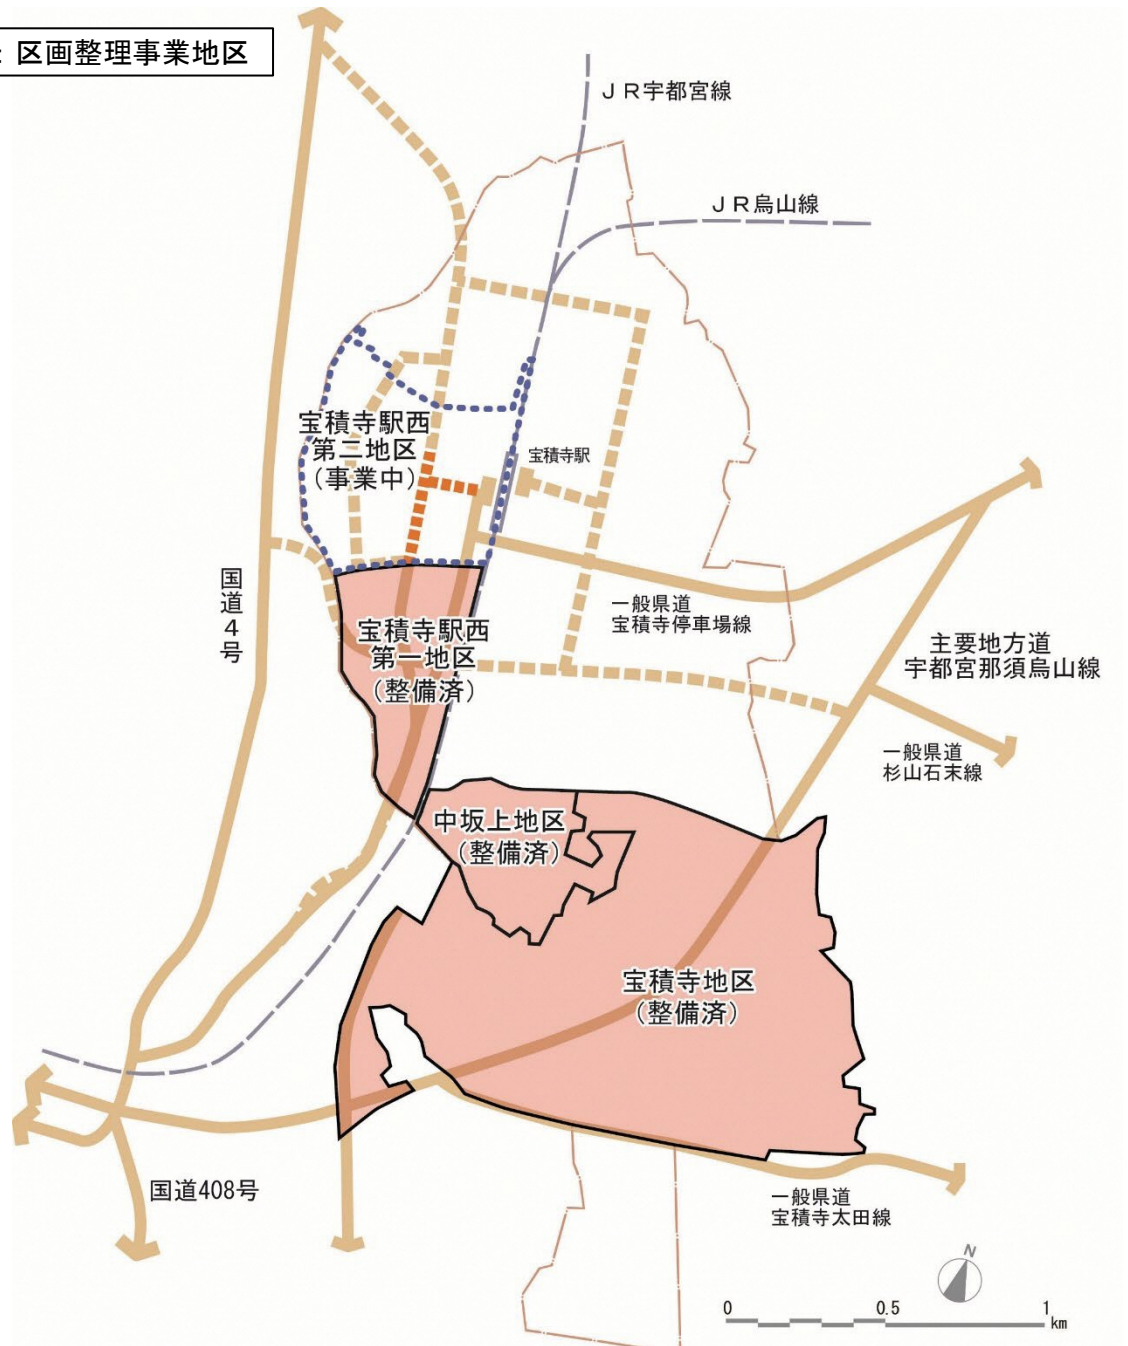 : 区画整理事業地区
JR宇都宮線
JR烏山線
宝積寺駅西
第二地区
(事業中)
宝積寺駅
国道4号
一般県道
宝積寺停車場線
宝積寺駅西
第一地区
(整備済)
主要地方道
宇都宮那須烏山線
一般県道
杉山石末線
中坂上地区
(整備済)
宝積寺地区
(整備済)
国道408号
一般県道
宝積寺太田線
N
0 0.5 1
km